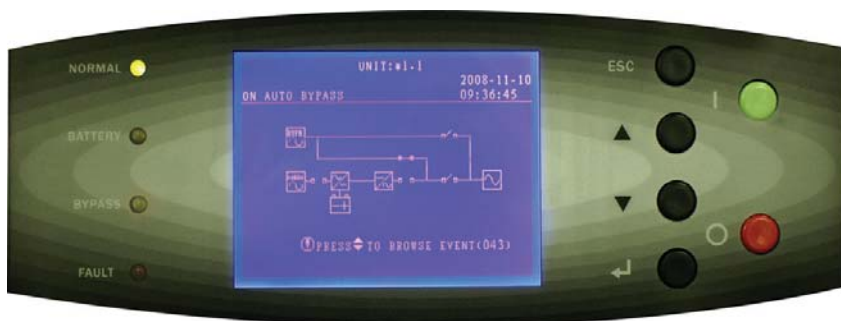 NORMAL
BATTERY
BYPASS
FAULT
UNIT:#1.1
2008-11-10
ON AUTO BYPASS
09:36:45
PRESS TO BROWSE EVENT(043)
ESC
I
O